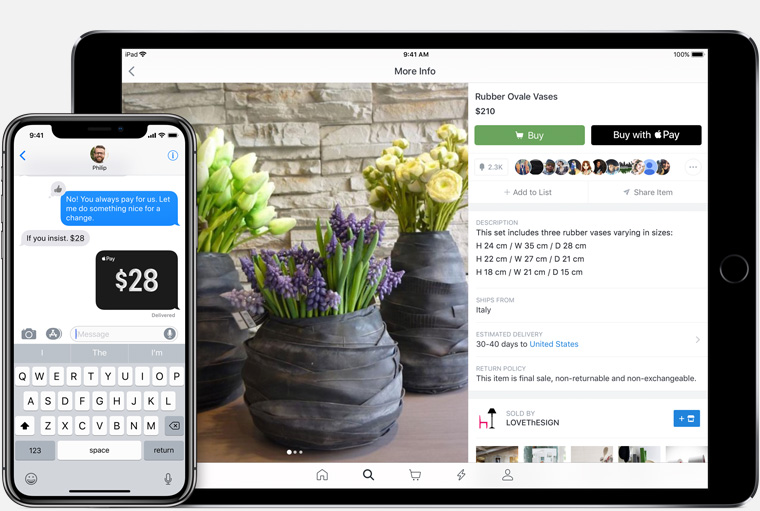 iPad 9:41 AM 100%
More Info
Rubber Ovale Vases
$210
Buy
Buy with Pay
2.3K
+ Add to List
Share Item
DESCRIPTION
This set includes three rubber vases varying in sizes:
H 24 cm / W 35 cm / D 28 cm
H 22 cm / W 27 cm / D 21 cm
H 18 cm / W 21 cm / D 15 cm
SHIPS FROM
Italy
ESTIMATED DELIVERY
30-40 days to United States
RETURN POLICY
This item is final sale, non-returnable and non-exchangeable.
SOLD BY
LOVEThESIGN
9:41
Philip
No! You always pay for us. Let
me do something nice for a
change.
If you insist. $28
Pay
$28
Delivered
iMessage
I The I'm
Q W E R T Y U I O P
A S D F G H J K L
Z X C V B N M
123 space return